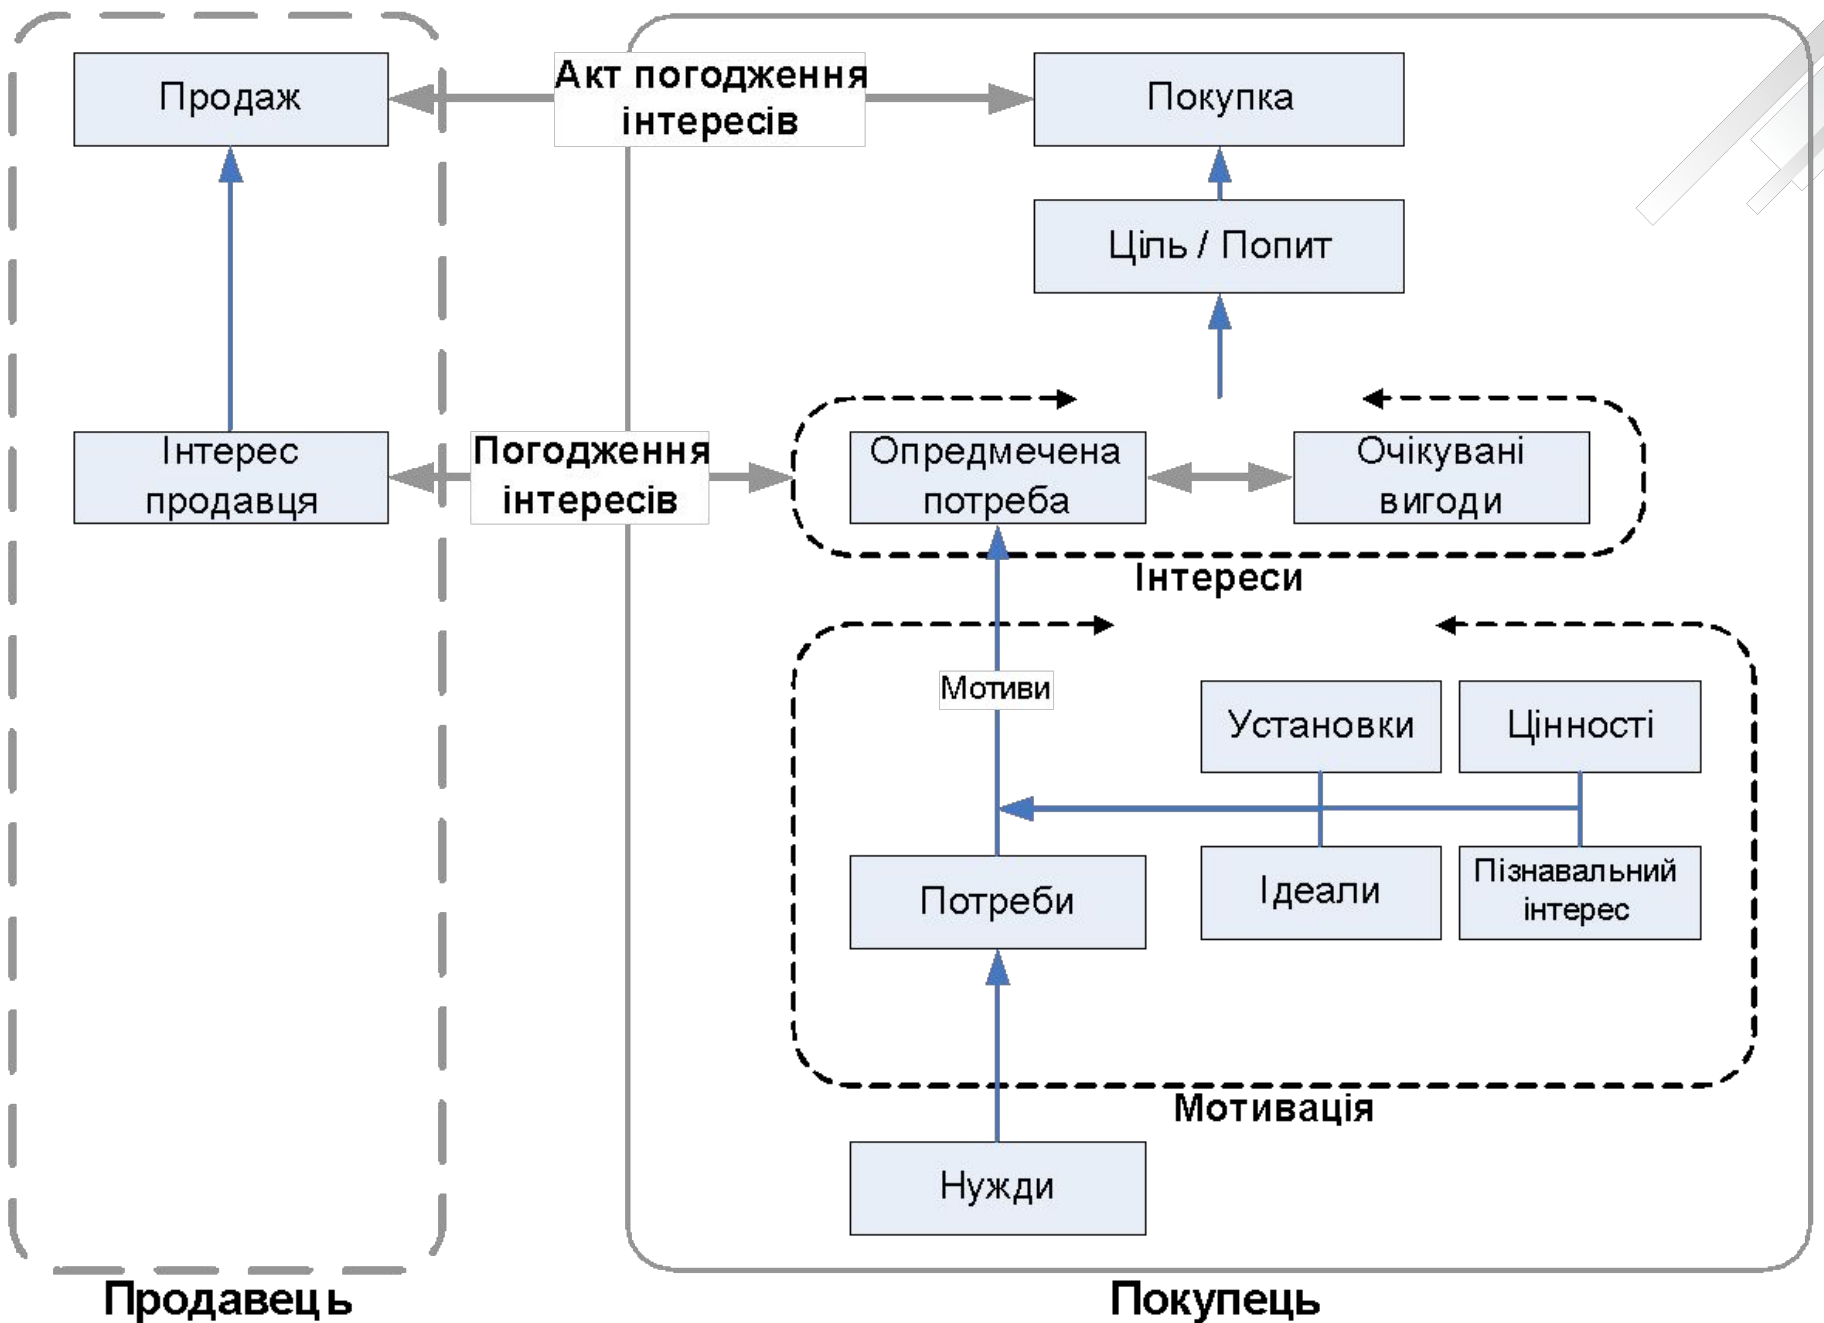 Продаж
Акт погодження
інтересів
Покупка
Ціль / Попит
Інтерес
продавця
Погодження
інтересів
Опредмечена
потреба
Очікувані
вигоди
Інтереси
Мотиви
Установки
Цінності
Потреби
Ідеали
Пізнавальний
інтерес
Мотивація
Нужди
Продавець
Покупець